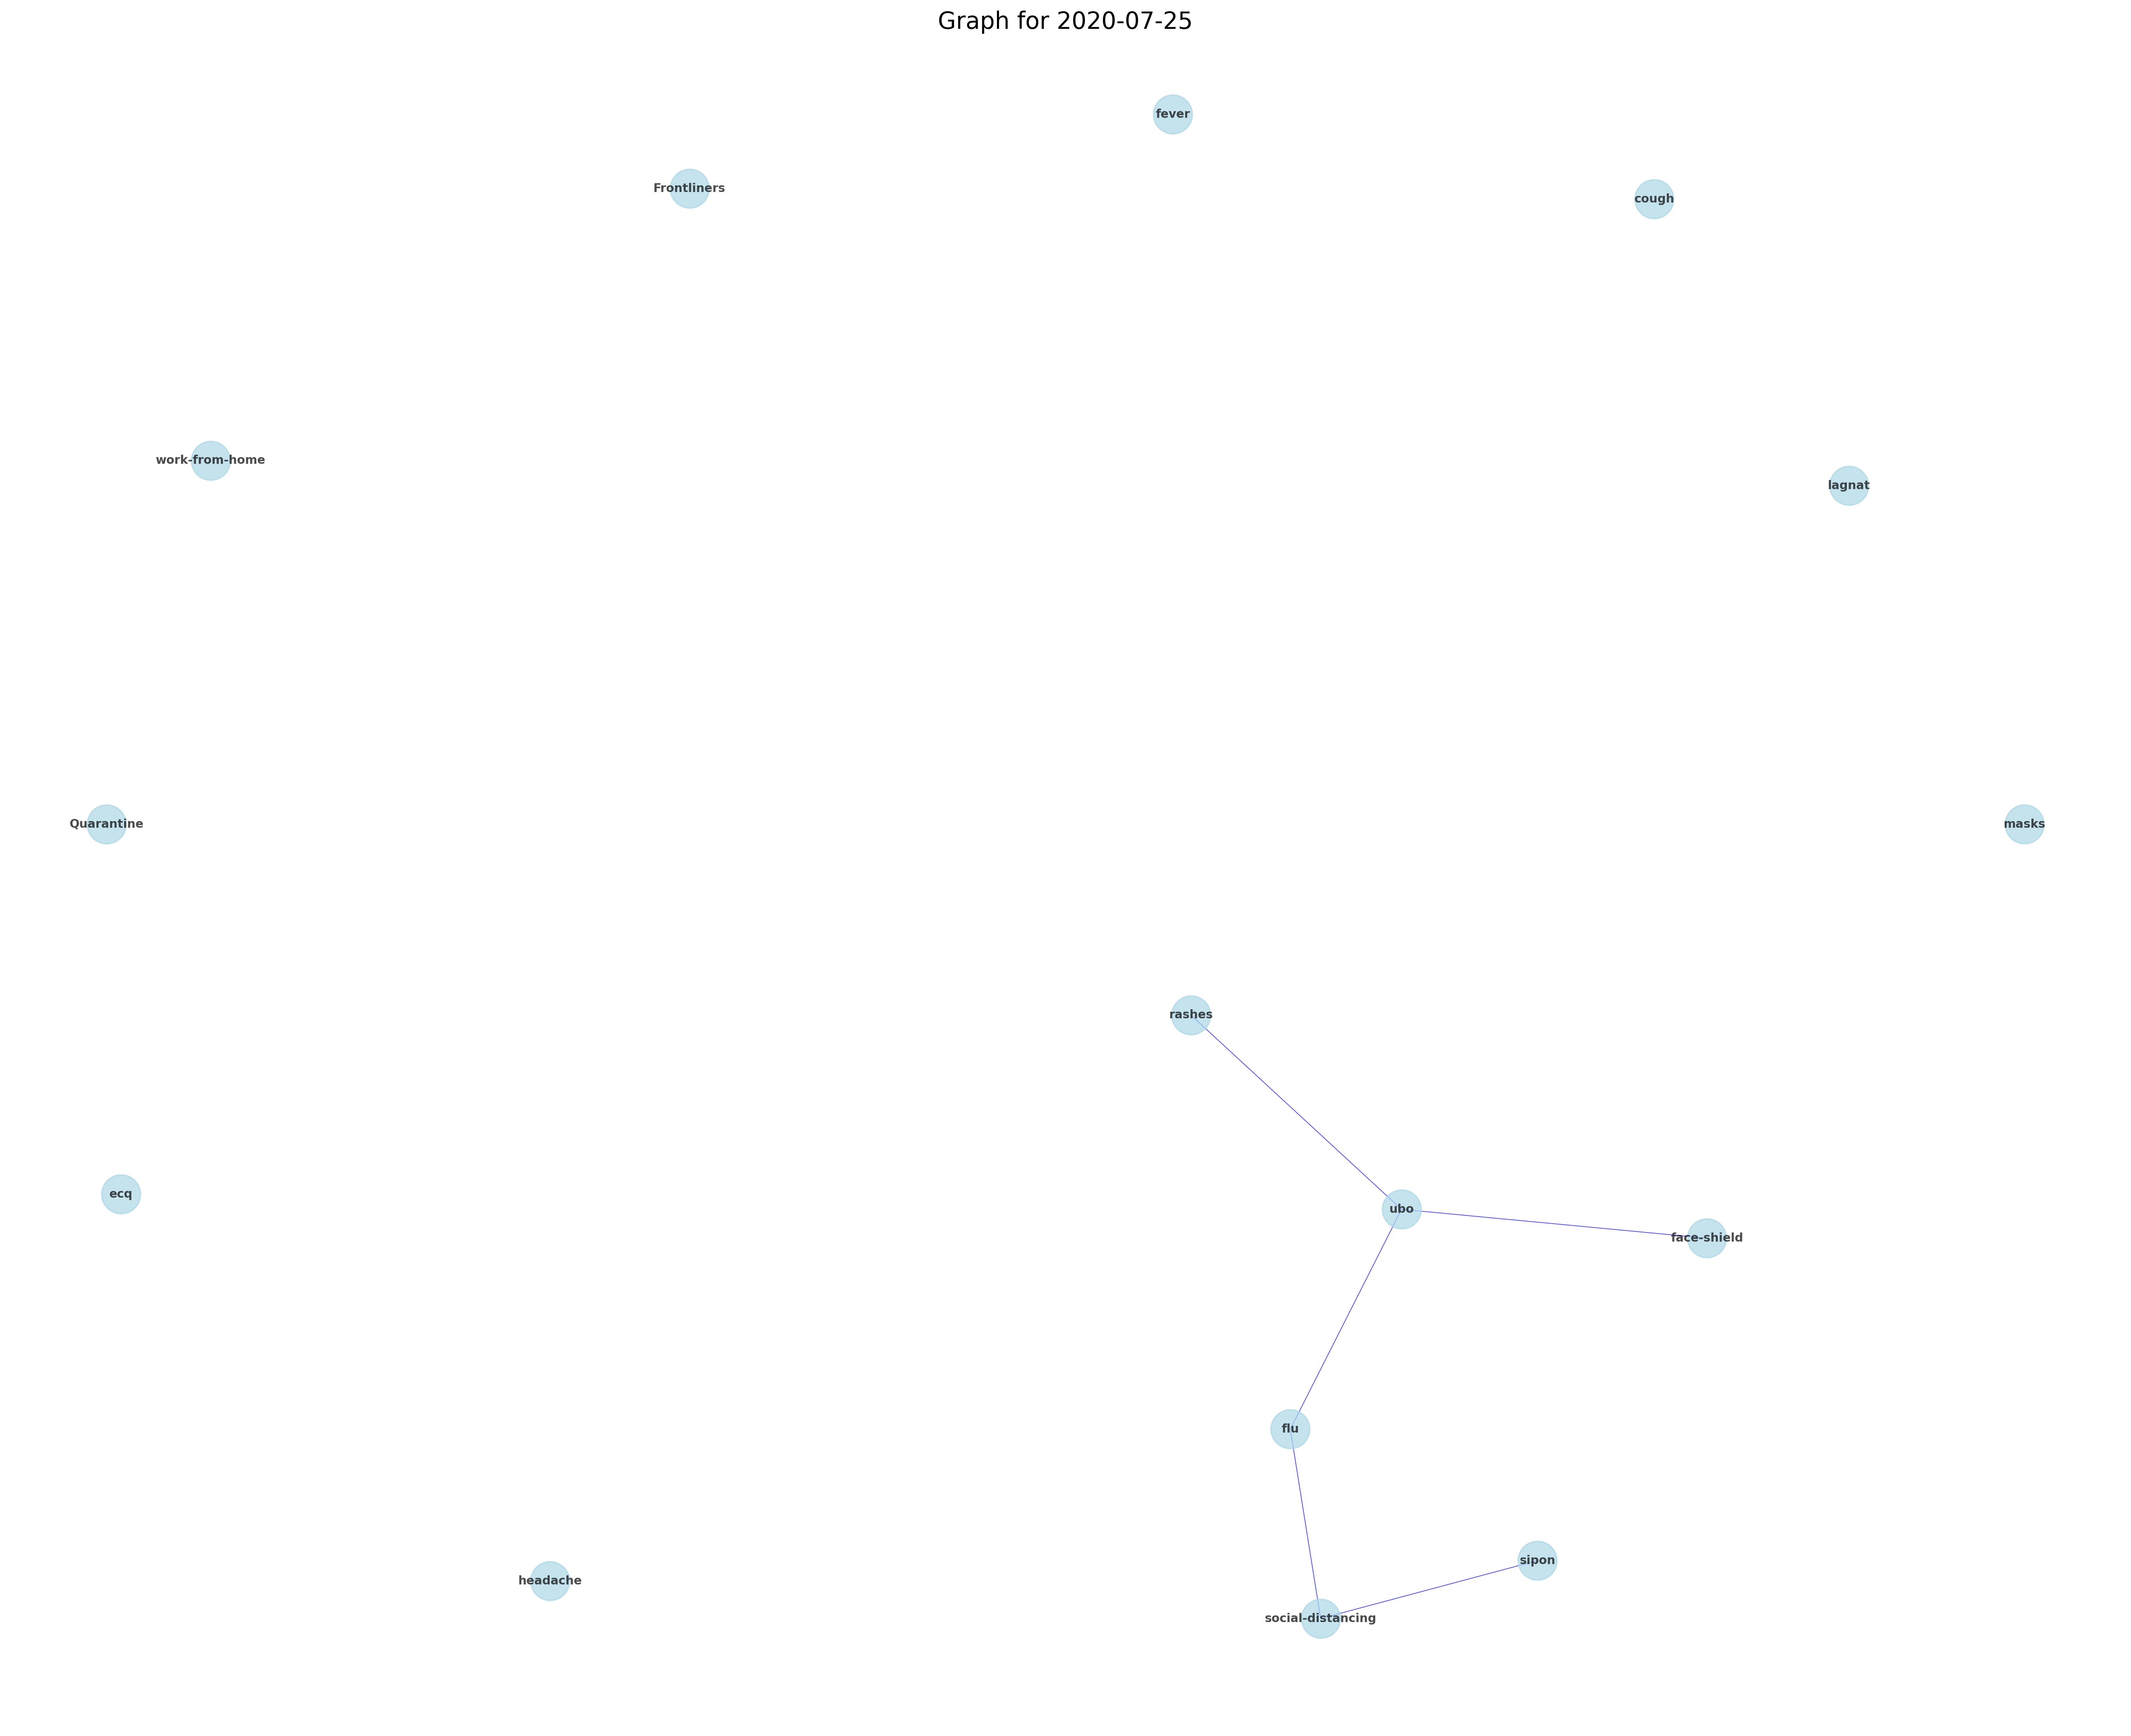 Graph for 2020-07-25
fever
Frontliners
cough
work-from-home
lagnat
Quarantine
masks
rashes
ecq
ubo
face-shield
flu
sipon
headache
social-distancing